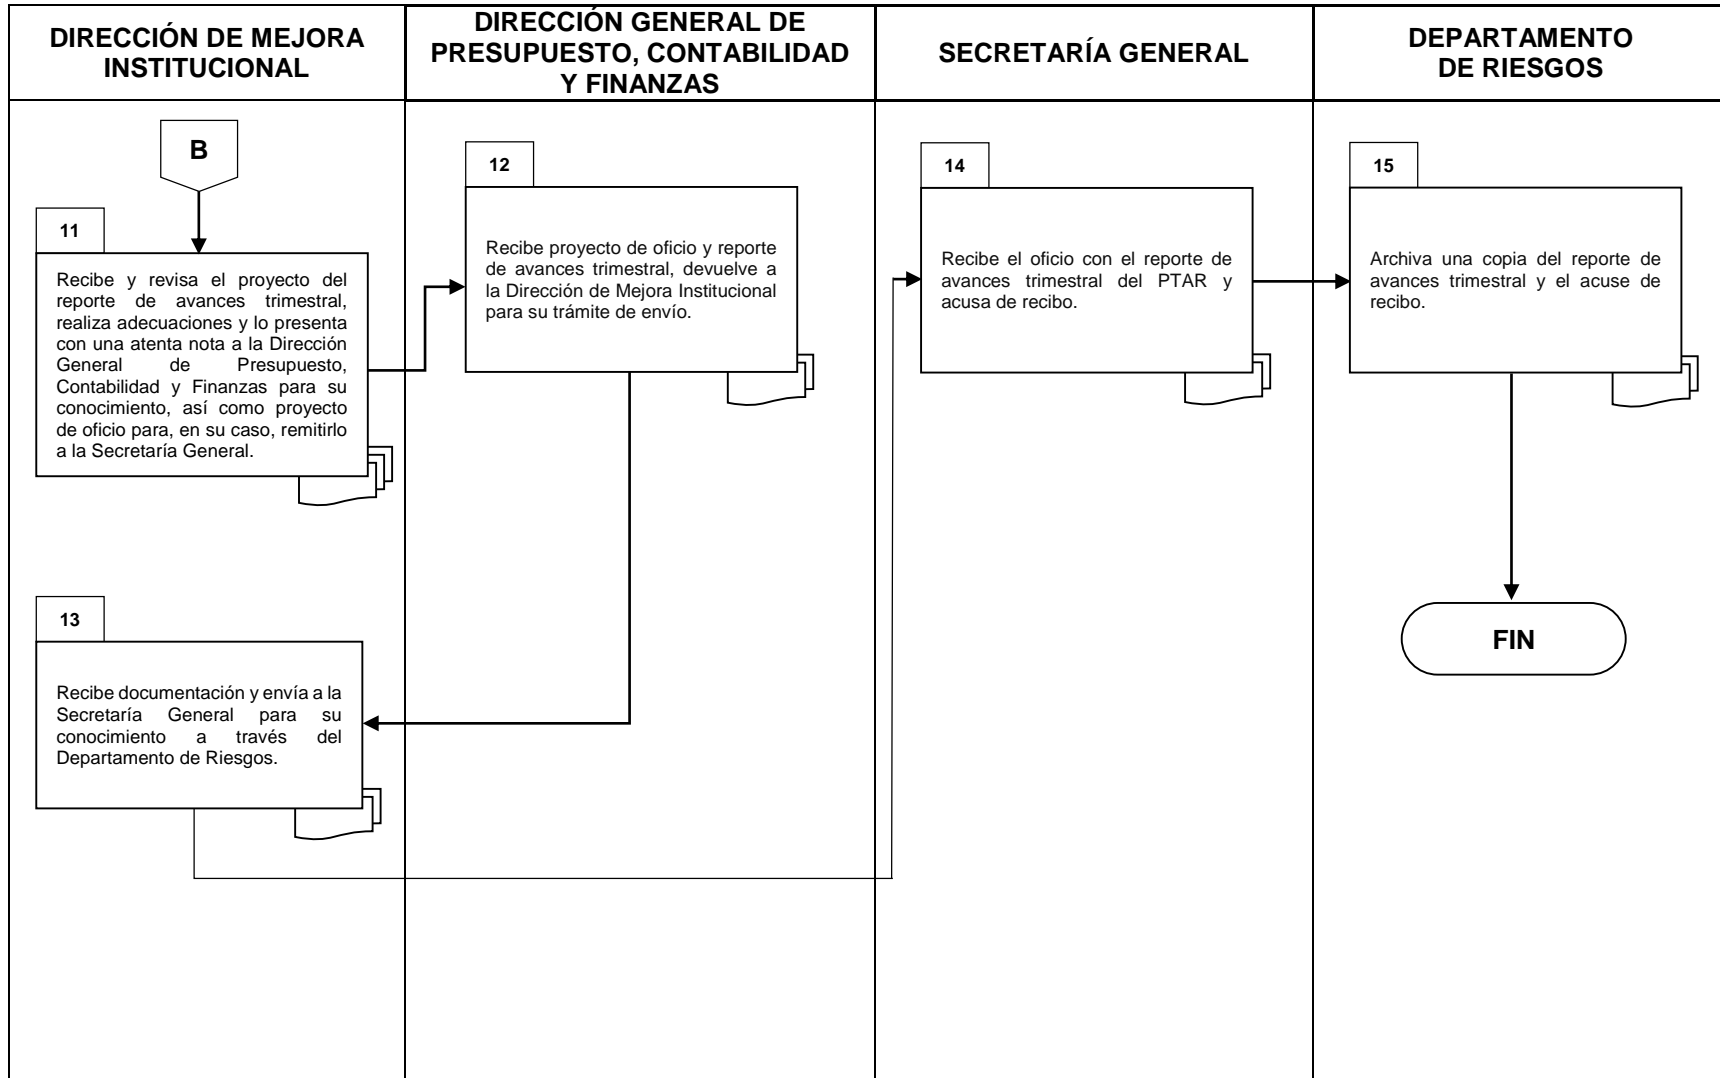 DIRECCIÓN DE MEJORA
INSTITUCIONAL
DIRECCIÓN GENERAL DE
PRESUPUESTO, CONTABILIDAD
Y FINANZAS
SECRETARÍA GENERAL
DEPARTAMENTO
DE RIESGOS
B
11
Recibe y revisa el proyecto del
reporte de avances trimestral,
realiza adecuaciones y lo presenta
con una atenta nota a la Dirección
General de Presupuesto,
Contabilidad y Finanzas para su
conocimiento, así como proyecto
de oficio para, en su caso, remitirlo
a la Secretaría General.
12
Recibe proyecto de oficio y reporte
de avances trimestral, devuelve a
la Dirección de Mejora Institucional
para su trámite de envío.
13
Recibe documentación y envía a la
Secretaría General para su
conocimiento a través del
Departamento de Riesgos.
14
Recibe el oficio con el reporte de
avances trimestral del PTAR y
acusa de recibo.
15
Archiva una copia del reporte de
avances trimestral y el acuse de
recibo.
FIN